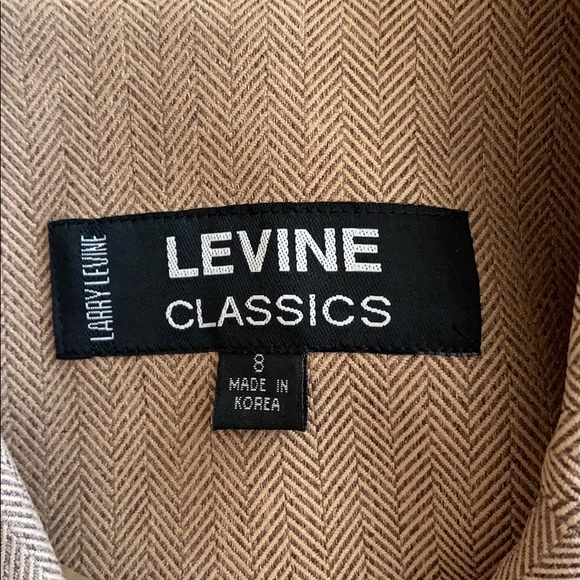 LARRY LEVINE
LEVINE
CLASSICS
8
MADE IN
KOREA